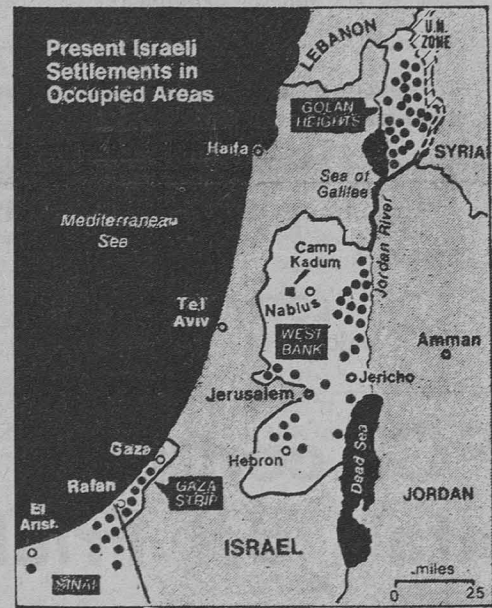 Present Israeli
Settlements in
Occupied Areas
LEBANON
U.N.
ZONE
GOLAN
HEIGHTS
SYRIA
Haifa
Sea of
Galilee
Mediterranean
Sea
Jordan River
Camp
Kadum
Nablus
Tel
Aviv
WEST
BANK
Amman
Jericho
Jerusalem
Gaza
Hebron
Dead Sea
Rafah
GAZA
STRIP
JORDAN
El
Arish
ISRAEL
SINAI
miles
0 25